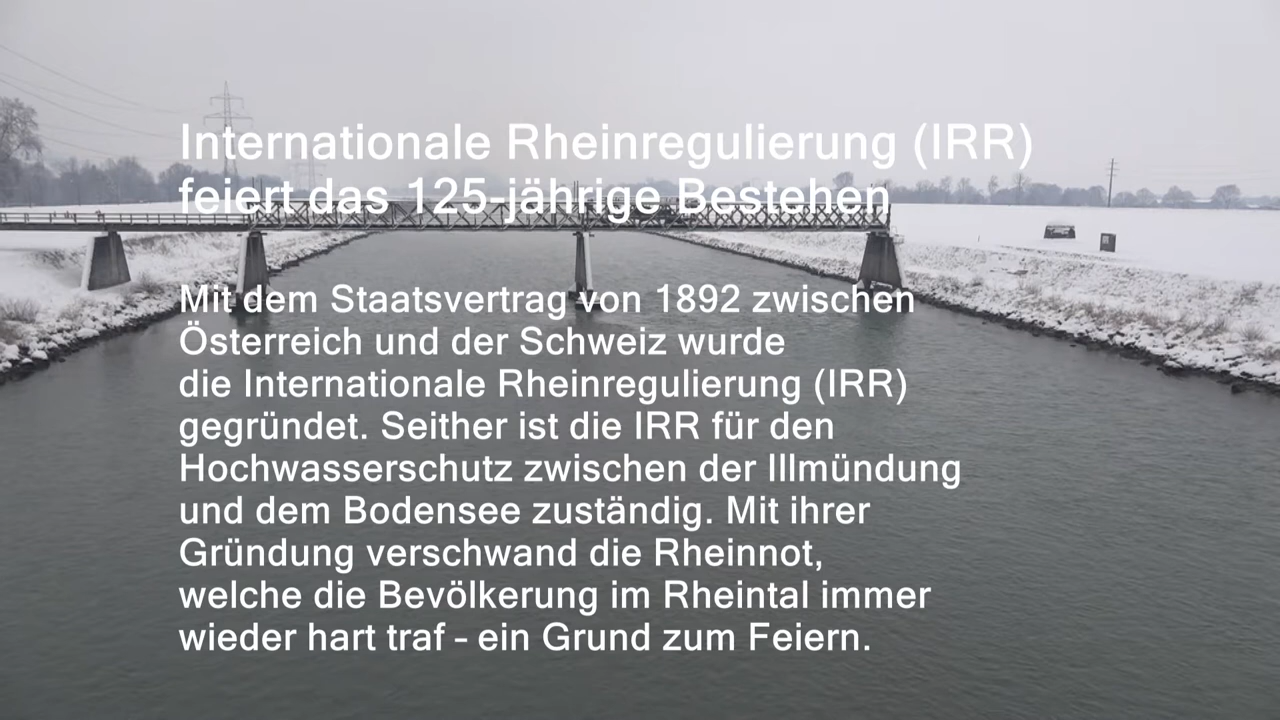 Internationale Rheinregulierung (IRR)
feiert das 125-jährige Bestehen
Mit dem Staatsvertrag von 1892 zwischen
Österreich und der Schweiz wurde
die Internationale Rheinregulierung (IRR)
gegründet. Seither ist die IRR für den
Hochwasserschutz zwischen der Illmündung
und dem Bodensee zuständig. Mit ihrer
Gründung verschwand die Rheinnot,
welche die Bevölkerung im Rheintal immer
wieder hart traf – ein Grund zum Feiern.